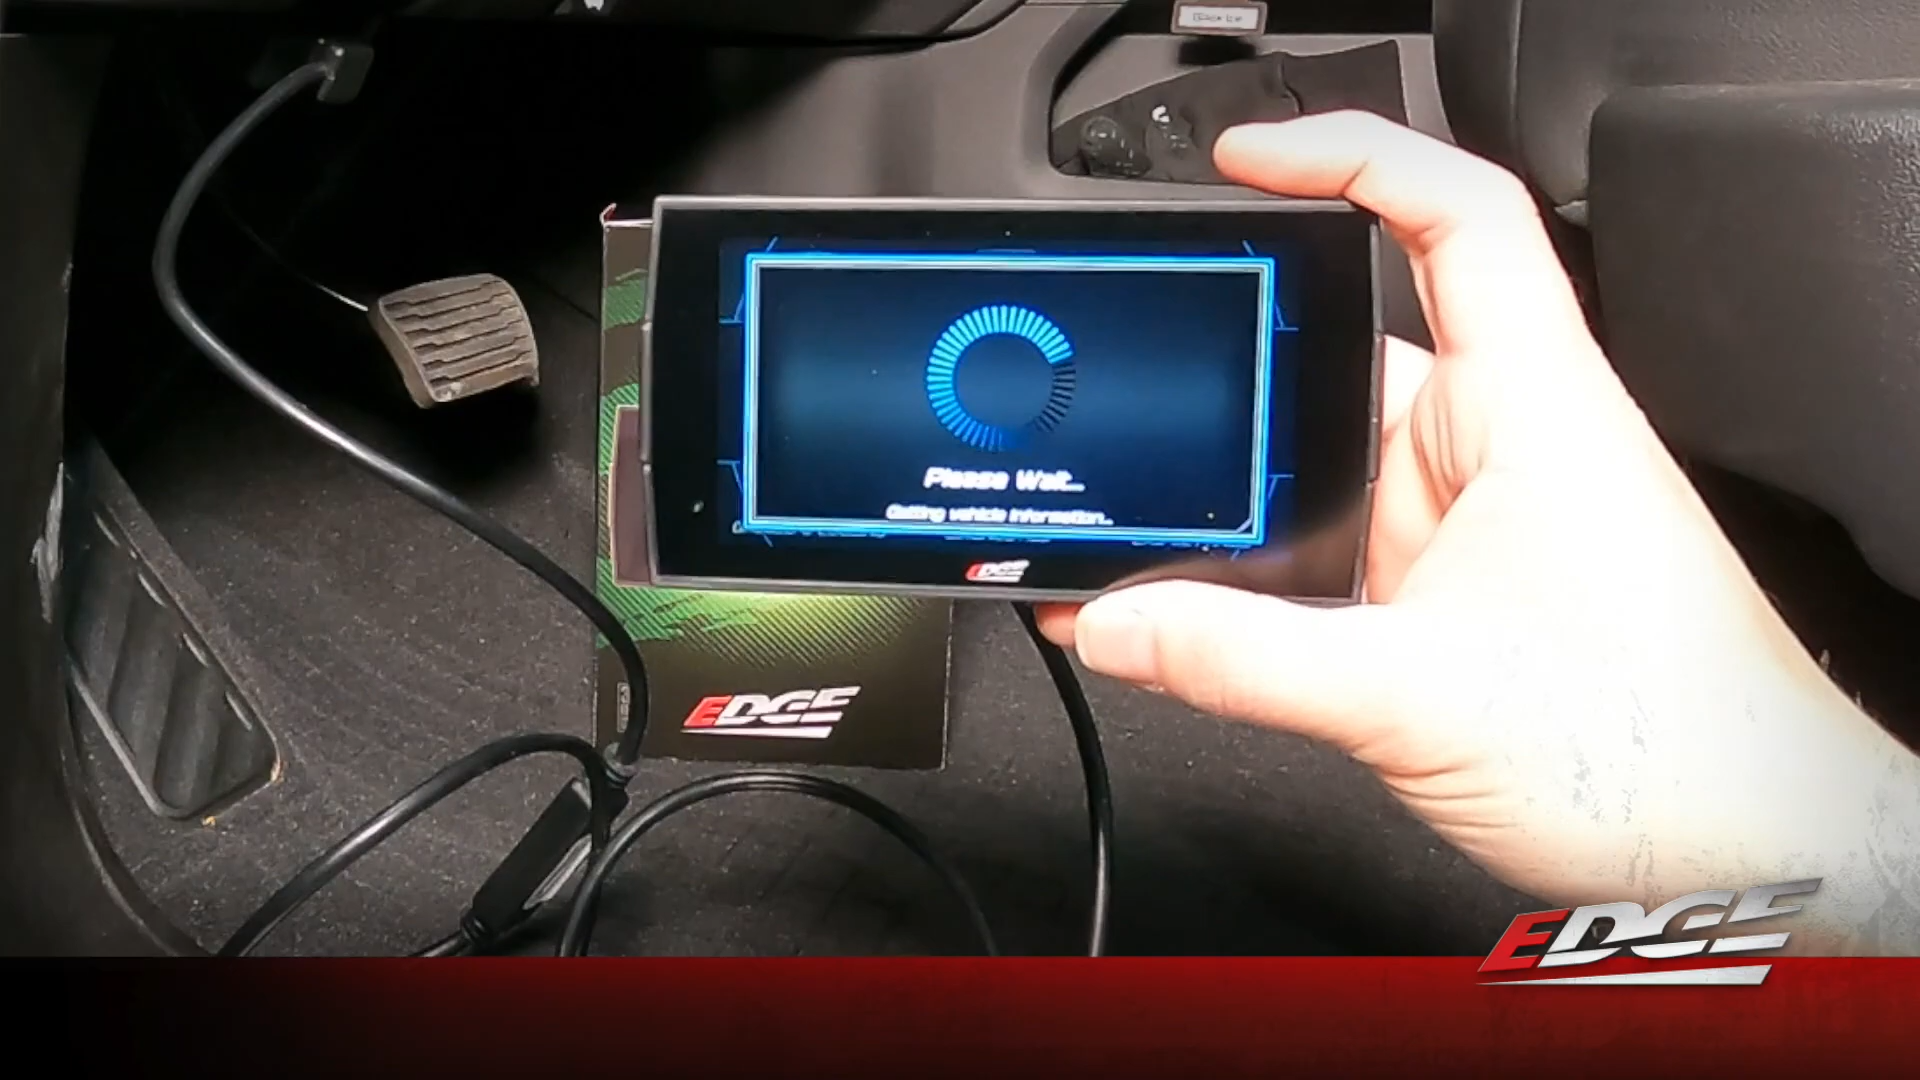 Please Wait...
Getting vehicle information..
EDGE
EDGE
EDGE